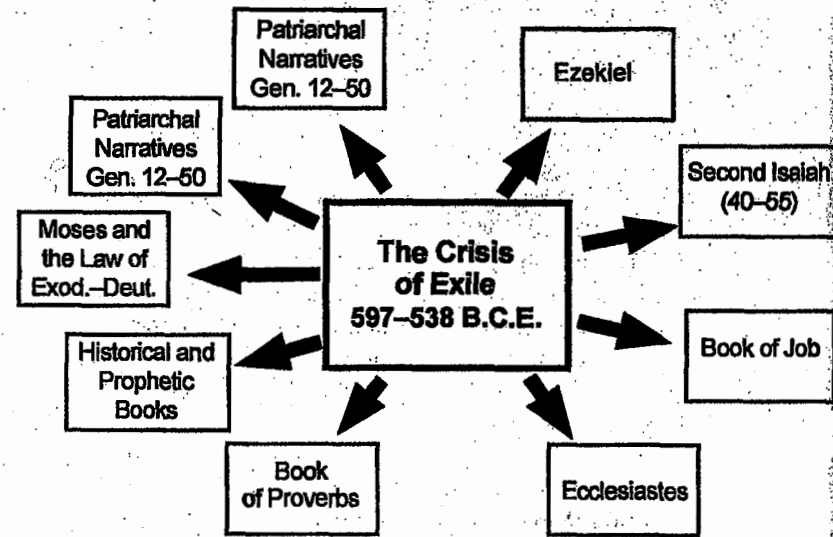 Patriarchal
Narratives
Gen. 12–50
Ezekiel
Patriarchal
Narratives
Gen. 12–50
Second Isaiah
(40–55)
Moses and
the Law of
Exod.–Deut.
The Crisis
of Exile
597–538 B.C.E.
Historical and
Prophetic
Books
Book of Job
Book
of Proverbs
Ecclesiastes